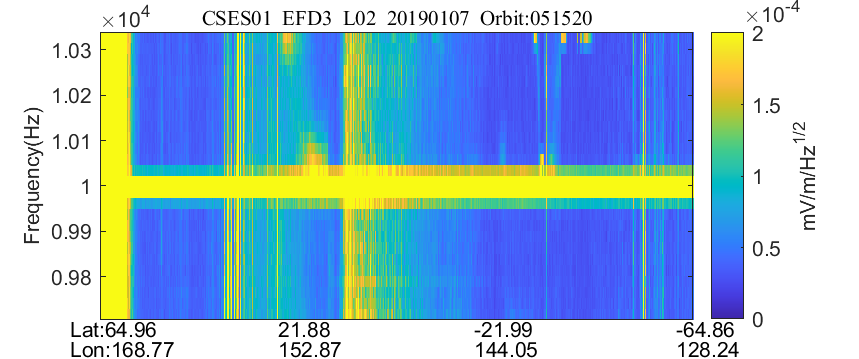 ×10⁴ CSES01 EFD3 L02 20190107 Orbit:051520 ×10⁻⁴
1.03
1.02
1.01
1
0.99
0.98
Frequency(Hz)
2
1.5
1
0.5
0
mV/m/Hz^1/2
Lat:64.96 21.88 -21.99 -64.86
Lon:168.77 152.87 144.05 128.24